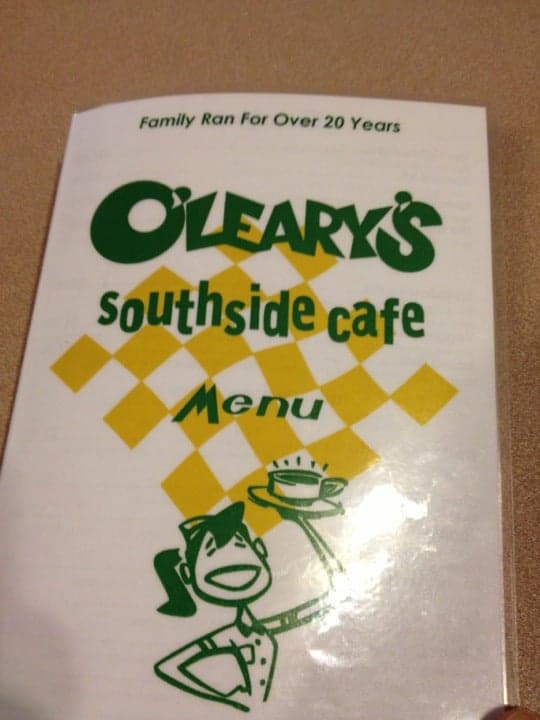 Family Ran For Over 20 Years
O'LEARY'S
southside cafe
Menu